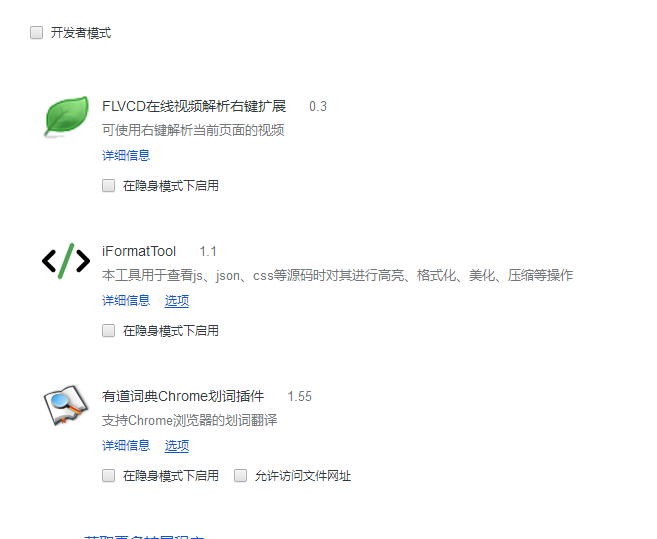 开发者模式
FLVCD在线视频解析右键扩展 0.3
可使用右键解析当前页面的视频
详细信息
在隐身模式下启用
iFormatTool 1.1
本工具用于查看js、json、css等源码时对其进行高亮、格式化、美化、压缩等操作
详细信息 选项
在隐身模式下启用
有道词典Chrome划词插件 1.55
支持Chrome浏览器的划词翻译
详细信息 选项
在隐身模式下启用 允许访问文件网址
获取更多扩展程序